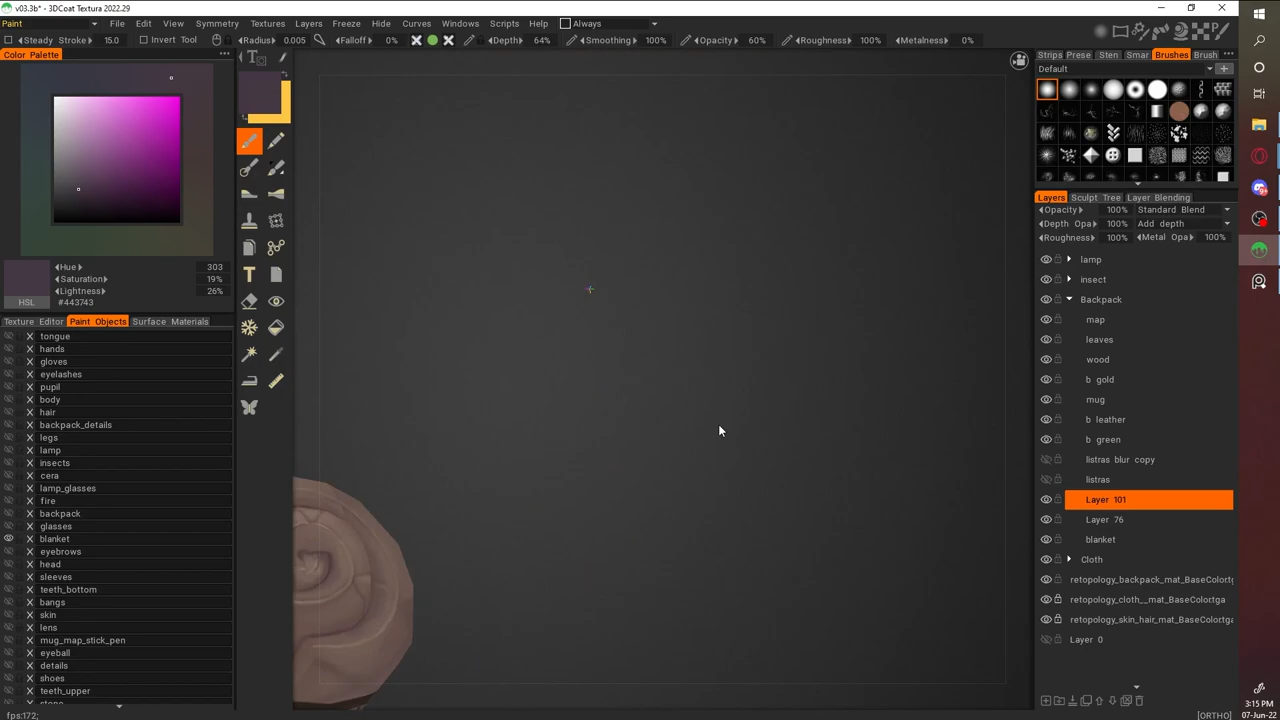 v03.3b* - 3DCoat Textura 2022.29
Paint File Edit View Symmetry Textures Layers Freeze Hide Curves Windows Scripts Help Always
Steady Stroke 15.0 Invert Tool Radius 0.005 Falloff 0% Depth 64% Smoothing 100% Opacity 60% Roughness 100% Metalness 0%
Color Palette
Hue 303
Saturation 19%
Lightness 26%
HSL #443743
Texture Editor Paint Objects Surface Materials
tongue
hands
gloves
eyelashes
pupil
body
hair
backpack_details
legs
lamp
insects
cera
lamp_glasses
fire
backpack
glasses
blanket
eyebrows
head
sleeves
teeth_bottom
bangs
skin
lens
mug_map_stick_pen
eyeball
details
shoes
teeth_upper
fps:172;
Strips Prese Sten Smar Brushes Brush
Default
Layers Sculpt Tree Layer Blending
Opacity 100% Standard Blend
Depth Opa 100% Add depth
Roughness 100% Metal Opa 100%
lamp
insect
Backpack
map
leaves
wood
b gold
mug
b leather
b green
listras blur copy
listras
Layer 101
Layer 76
blanket
Cloth
retopology_backpack_mat_BaseColor.tg
retopology_cloth__mat_BaseColor.tga
retopology_skin_hair_mat_BaseColor.tga
Layer 0
[ORTHO]
3:15 PM
07-Jun-22